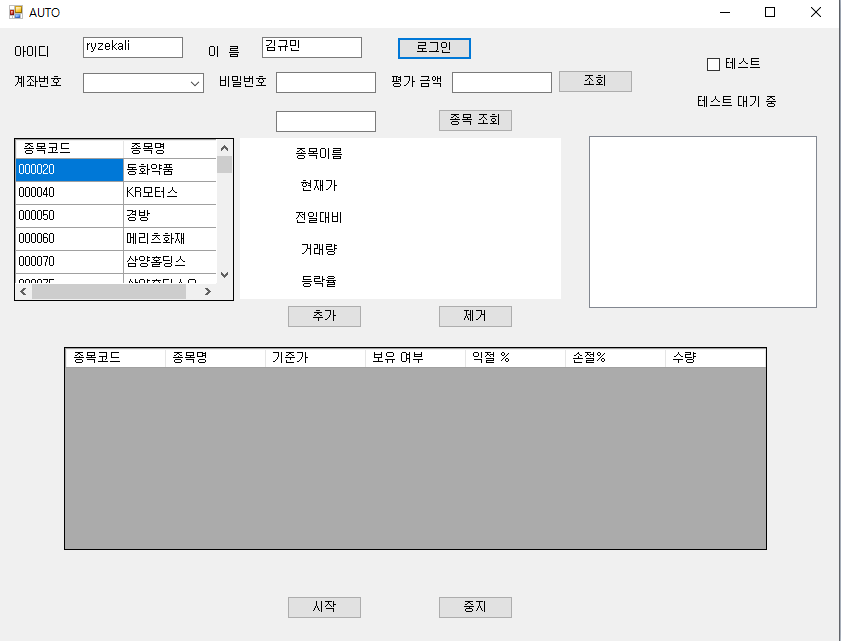 AUTO
아이디 ryzekali 이 름 김규민 로그인
테스트
계좌번호 비밀번호 평가 금액 조회
테스트 대기 중
종목 조회
종목코드 종목명
000020 동화약품
000040 KR모터스
000050 경방
000060 메리츠화재
000070 삼양홀딩스
종목이름
현재가
전일대비
거래량
등락율
추가 제거
종목코드 종목명 기준가 보유 여부 익절 % 손절% 수량
시작 중지